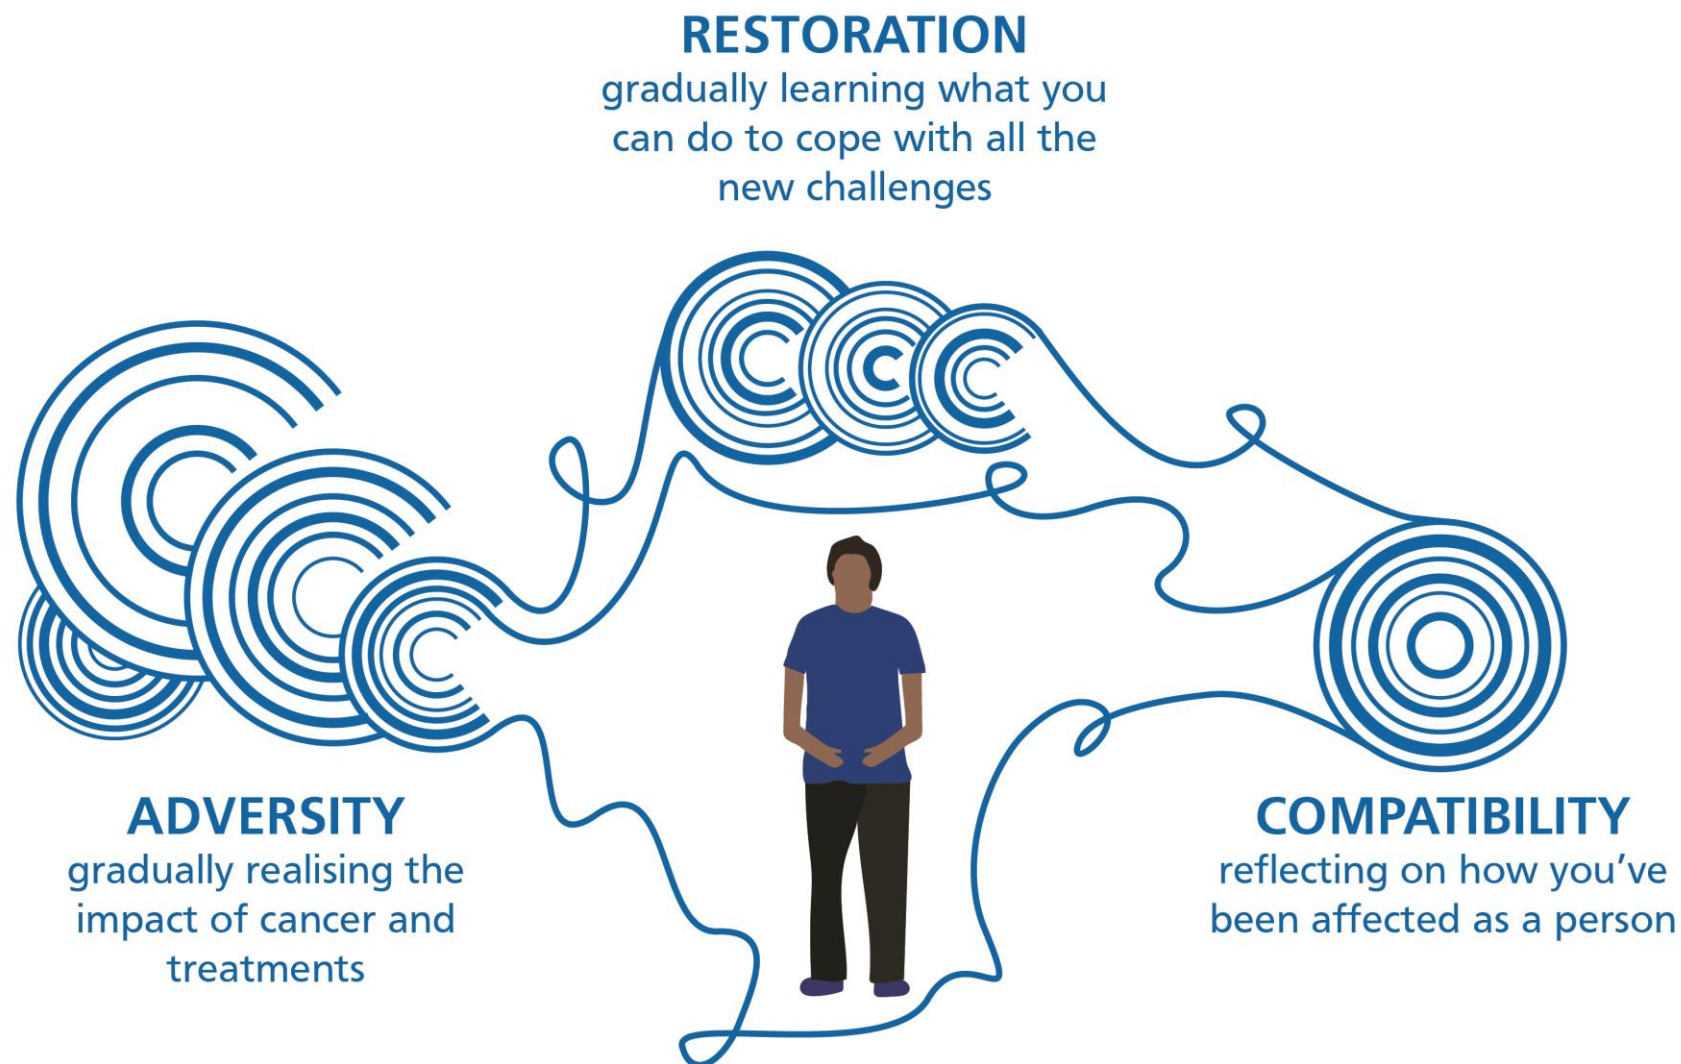 RESTORATION
gradually learning what you
can do to cope with all the
new challenges
ADVERSITY
gradually realising the
impact of cancer and
treatments
COMPATIBILITY
reflecting on how you’ve
been affected as a person